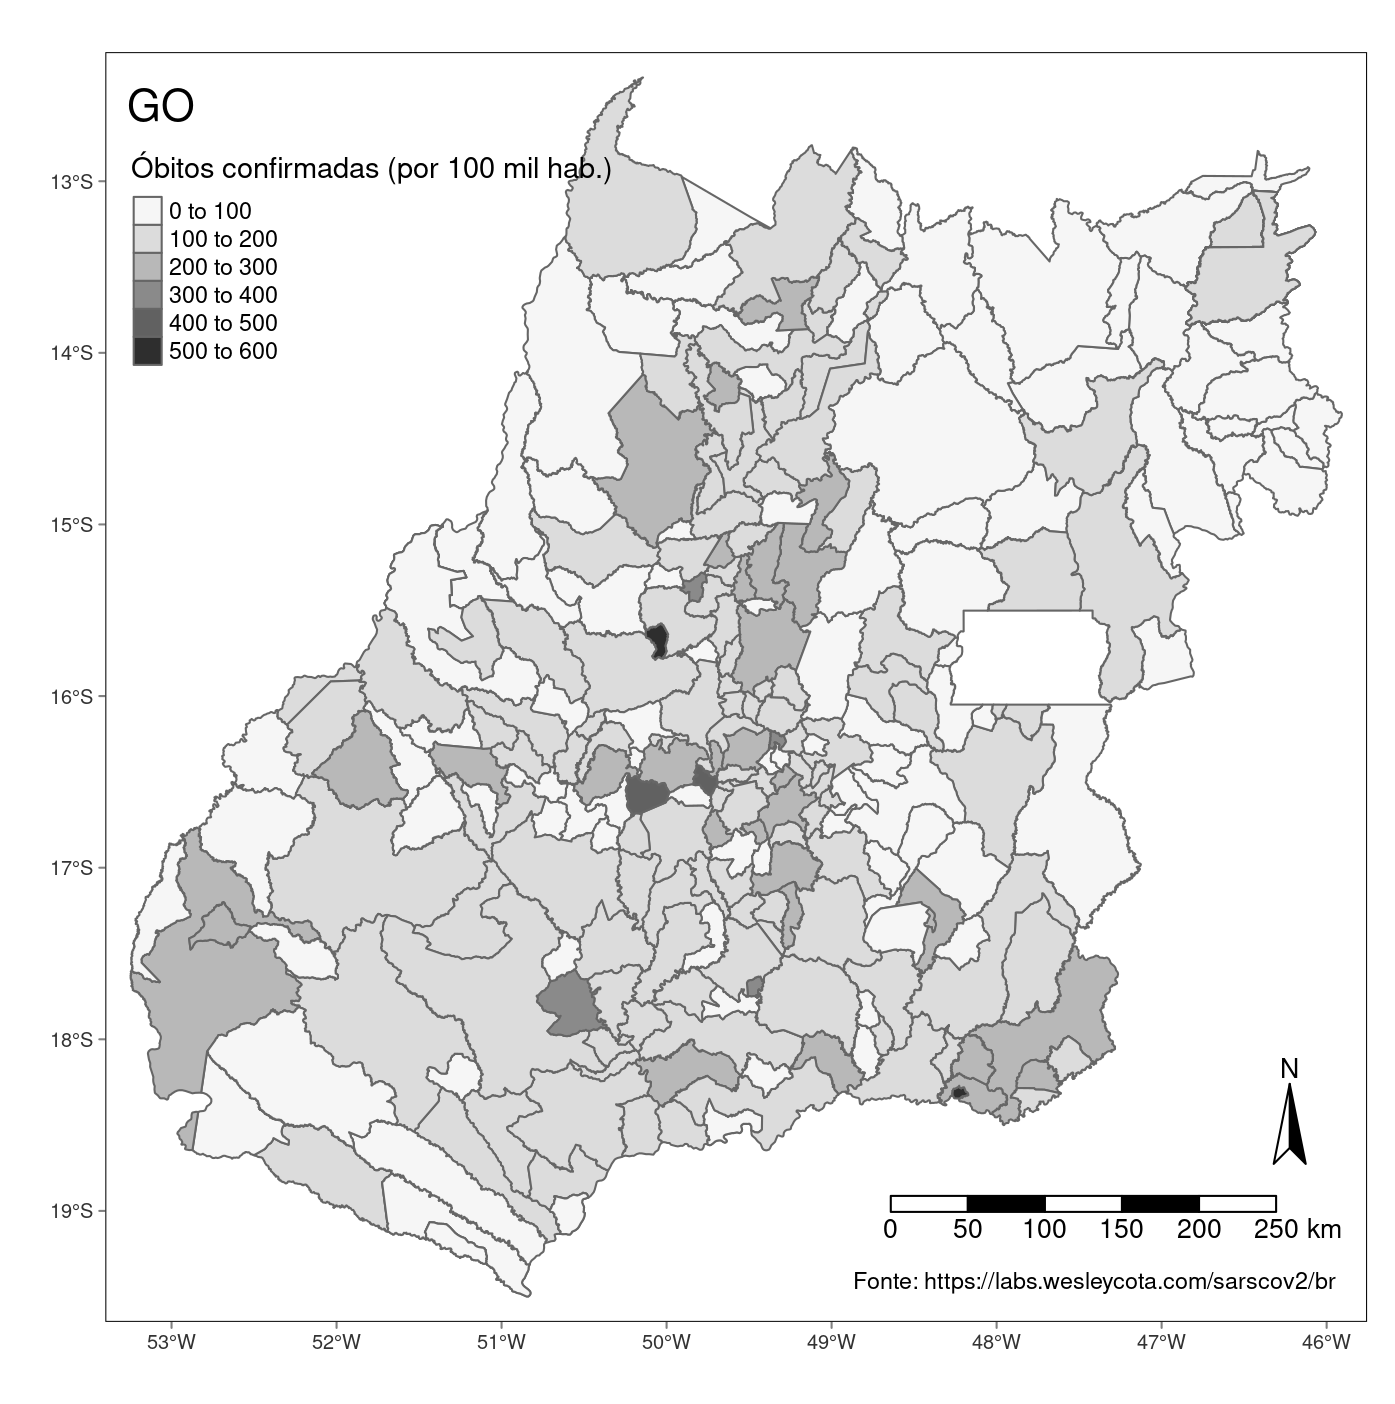 GO
Óbitos confirmadas (por 100 mil hab.)
0 to 100
100 to 200
200 to 300
300 to 400
400 to 500
500 to 600
13°S
14°S
15°S
16°S
17°S
18°S
19°S
N
0 50 100 150 200 250 km
Fonte: https://labs.wesleycota.com/sarscov2/br
53°W 52°W 51°W 50°W 49°W 48°W 47°W 46°W